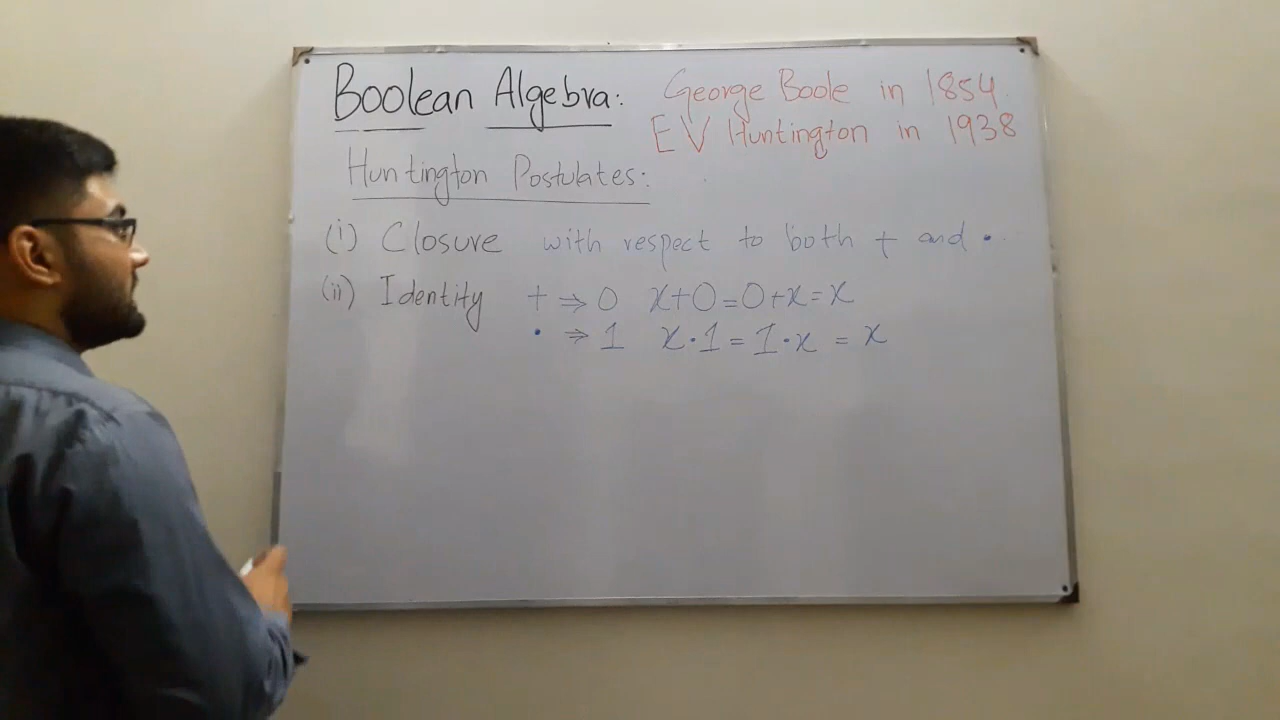 Boolean Algebra: George Boole in 1854.
EV Huntington in 1938
Huntington Postulates:
(i) Closure with respect to both + and •.
(ii) Identity + ⇒ 0 x+0=0+x=x
• ⇒ 1 x•1=1•x=x